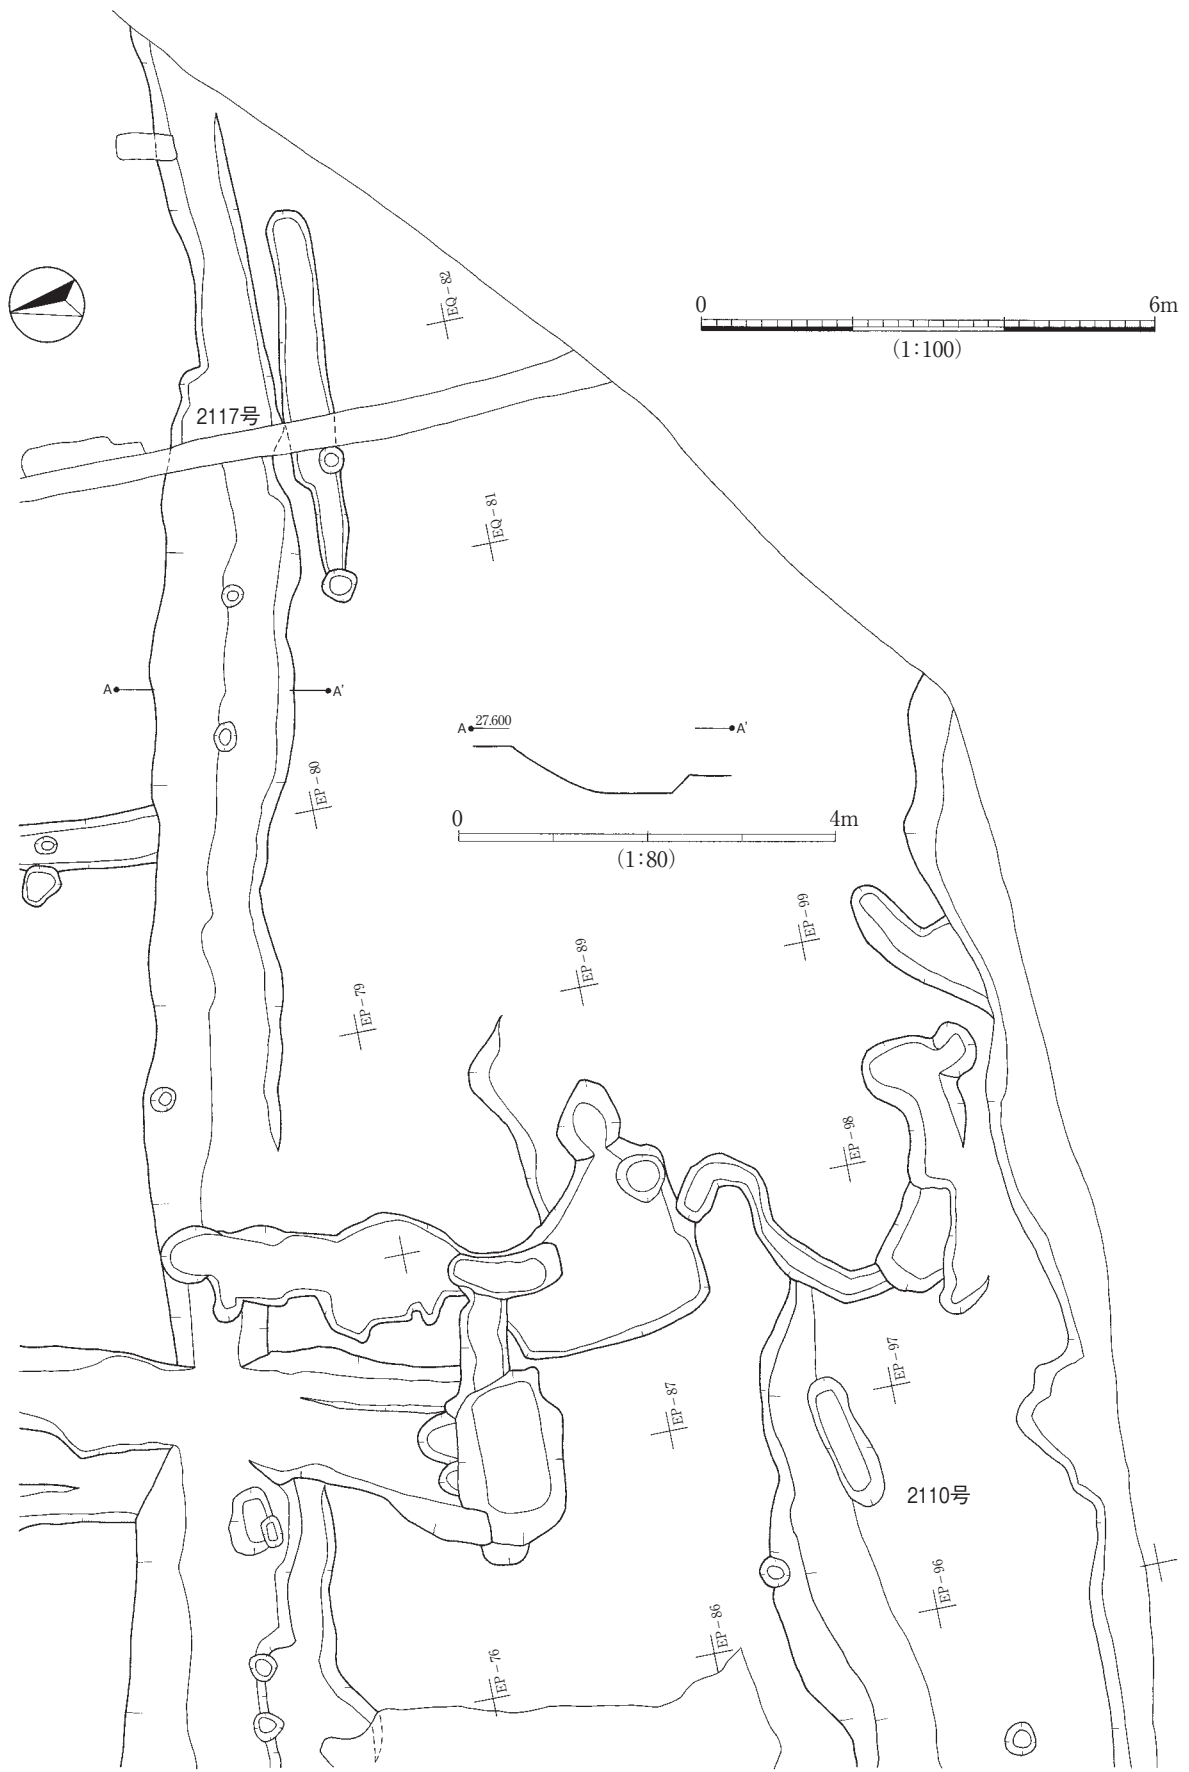 EQ-82
0 6m
(1:100)
2117号
EQ-81
A A'
A 27.600 A'
EP-80
0 4m
(1:80)
EP-99
EP-89
EP-79
EP-98
EP-97
EP-87
2110号
EP-96
EP-86
EP-76